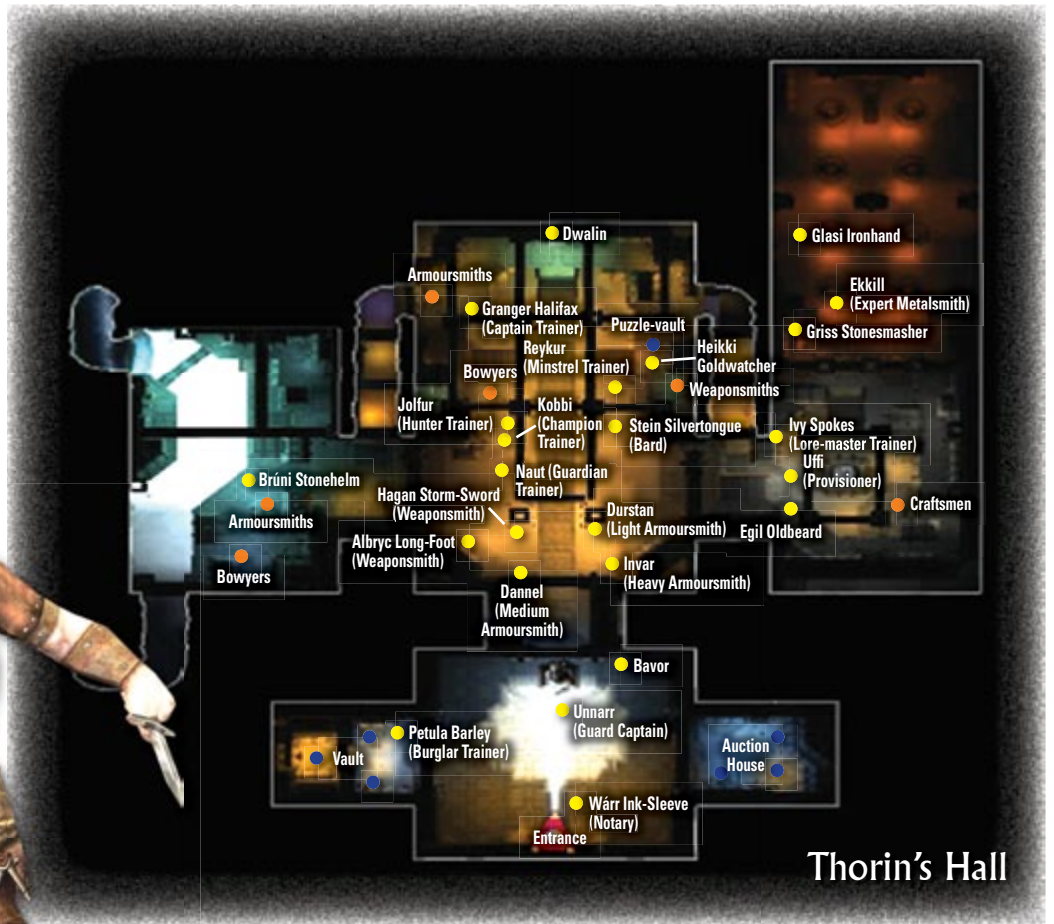 Dwalin
Glasi Ironhand
Armoursmiths
Ekkill
(Expert Metalsmith)
Granger Halifax
(Captain Trainer)
Puzzle-vault
Griss Stonesmasher
Reykur
(Minstrel Trainer)
Heikki
Goldwatcher
Bowyers
Weaponsmiths
Jolfur
(Hunter Trainer)
Kobbi
(Champion
Trainer)
Stein Silvertongue
(Bard)
Ivy Spokes
(Lore-master Trainer)
Uffi
(Provisioner)
Brúni Stonehelm
Naut (Guardian
Trainer)
Armoursmiths
Hagan Storm-Sword
(Weaponsmith)
Durstan
(Light Armoursmith)
Egil Oldbeard
Craftsmen
Albryc Long-Foot
(Weaponsmith)
Bowyers
Invar
(Heavy Armoursmith)
Dannel
(Medium
Armoursmith)
Bavor
Unnarr
(Guard Captain)
Petula Barley
(Burglar Trainer)
Vault
Auction
House
Wárr Ink-Sleeve
(Notary)
Entrance
Thorin's Hall